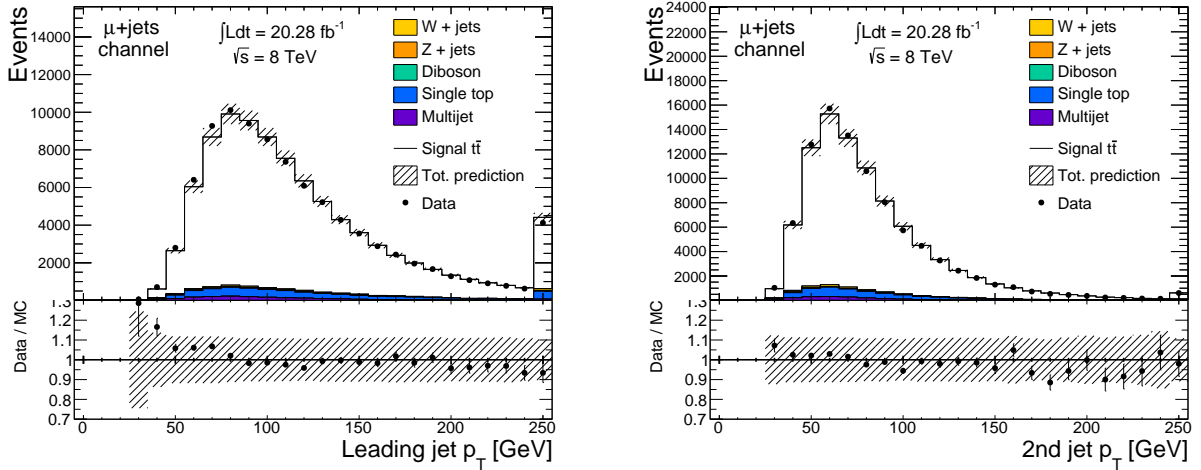 Events
μ+jets
channel
∫Ldt = 20.28 fb⁻¹
√s = 8 TeV
W + jets
Z + jets
Diboson
Single top
Multijet
Signal tt̄
Tot. prediction
Data
14000
12000
10000
8000
6000
4000
2000
Data / MC
1.3
1.2
1.1
1
0.9
0.8
0.7
0 50 100 150 200 250
Leading jet p_T [GeV]
Events
μ+jets
channel
∫Ldt = 20.28 fb⁻¹
√s = 8 TeV
W + jets
Z + jets
Diboson
Single top
Multijet
Signal tt̄
Tot. prediction
Data
24000
22000
20000
18000
16000
14000
12000
10000
8000
6000
4000
2000
Data / MC
1.3
1.2
1.1
1
0.9
0.8
0.7
0 50 100 150 200 250
2nd jet p_T [GeV]